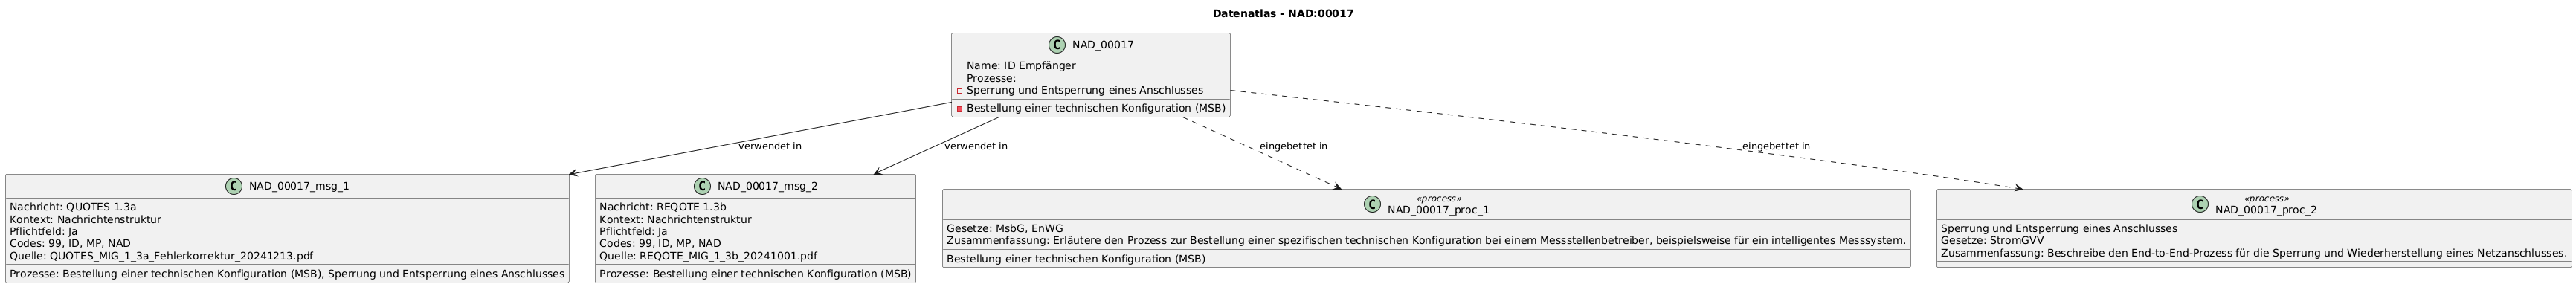 Datenatlas - NAD:00017
C NAD_00017
Name: ID Empfänger
Prozesse:
Sperrung und Entsperrung eines Anschlusses
Bestellung einer technischen Konfiguration (MSB)
verwendet in
verwendet in
eingebettet in
eingebettet in
C NAD_00017_msg_1
Nachricht: QUOTES 1.3a
Kontext: Nachrichtenstruktur
Pflichtfeld: Ja
Codes: 99, ID, MP, NAD
Quelle: QUOTES_MIG_1_3a_Fehlerkorrektur_20241213.pdf
Prozesse: Bestellung einer technischen Konfiguration (MSB), Sperrung und Entsperrung eines Anschlusses
C NAD_00017_msg_2
Nachricht: REQOTE 1.3b
Kontext: Nachrichtenstruktur
Pflichtfeld: Ja
Codes: 99, ID, MP, NAD
Quelle: REQOTE_MIG_1_3b_20241001.pdf
Prozesse: Bestellung einer technischen Konfiguration (MSB)
«process»
C NAD_00017_proc_1
Gesetze: MsbG, EnWG
Zusammenfassung: Erläutere den Prozess zur Bestellung einer spezifischen technischen Konfiguration bei einem Messstellenbetreiber, beispielsweise für ein intelligentes Messsystem.
Bestellung einer technischen Konfiguration (MSB)
«process»
C NAD_00017_proc_2
Sperrung und Entsperrung eines Anschlusses
Gesetze: StromGVV
Zusammenfassung: Beschreibe den End-to-End-Prozess für die Sperrung und Wiederherstellung eines Netzanschlusses.